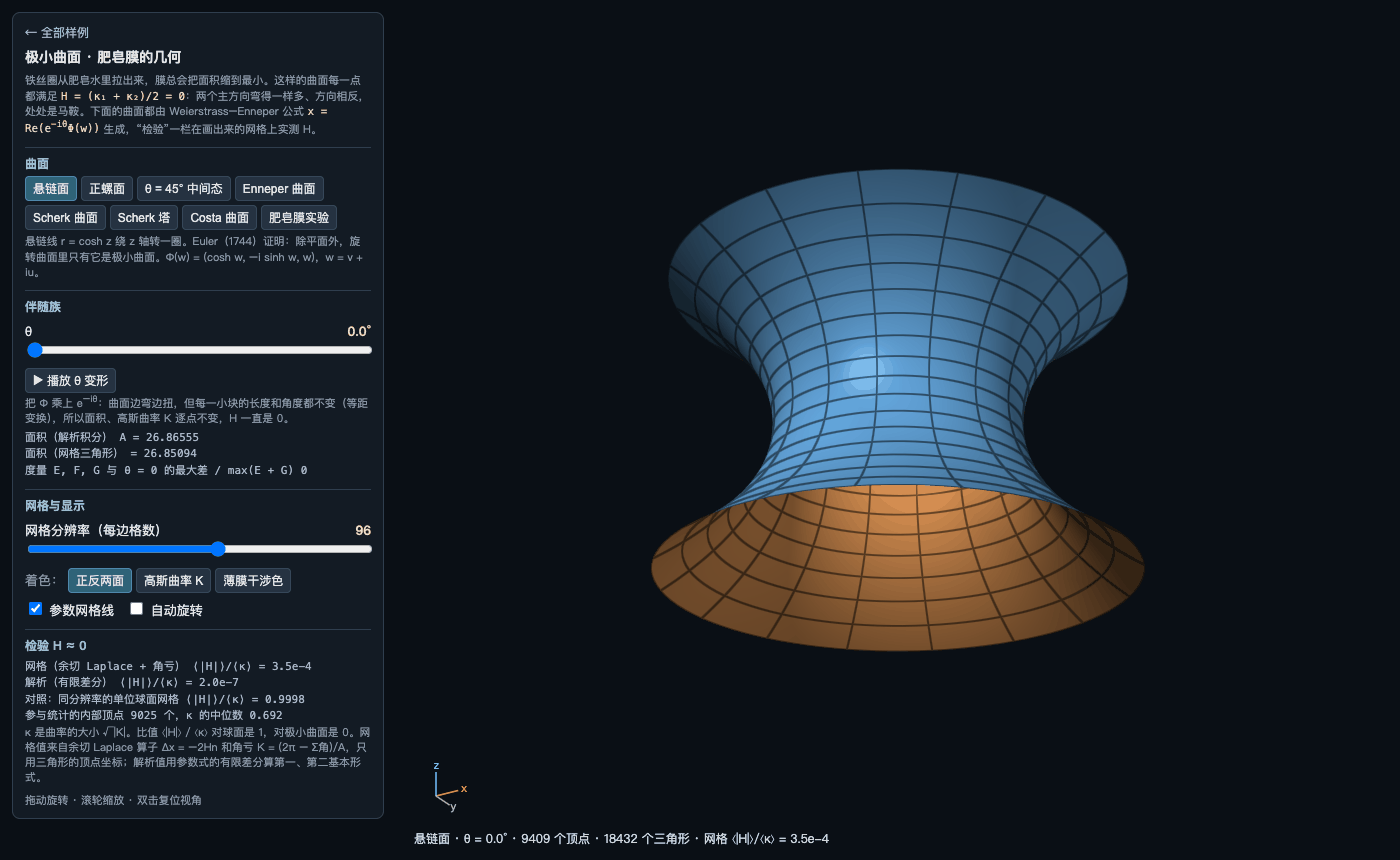 ← 全部样例
极小曲面 · 肥皂膜的几何
铁丝圈从肥皂水里拉出来，膜总会把面积缩到最小。这样的曲面每一点
都满足 H = (κ₁ + κ₂)/2 = 0：两个主方向弯得一样多、方向相反，
处处是马鞍。下面的曲面都由 Weierstrass–Enneper 公式 x =
Re(e⁻ⁱᶿΦ(w)) 生成，“检验”一栏在画出来的网格上实测 H。
曲面
悬链面 正螺面 θ = 45° 中间态 Enneper 曲面
Scherk 曲面 Scherk 塔 Costa 曲面 肥皂膜实验
悬链线 r = cosh z 绕 z 轴转一圈。Euler（1744）证明：除平面外，旋
转曲面里只有它是极小曲面。Φ(w) = (cosh w, −i sinh w, w)，w = v +
iu。
伴随族
θ 0.0°
▶ 播放 θ 变形
把 Φ 乘上 e⁻ⁱᶿ：曲面边弯边扭，但每一小块的长度和角度都不变（等距
变换），所以面积、高斯曲率 K 逐点不变，H 一直是 0。
面积（解析积分） A = 26.86555
面积（网格三角形） = 26.85094
度量 E, F, G 与 θ = 0 的最大差 / max(E + G) 0
网格与显示
网格分辨率（每边格数） 96
着色： 正反两面 高斯曲率 K 薄膜干涉色
参数网格线 自动旋转
检验 H ≈ 0
网格（余切 Laplace + 角亏） ⟨|H|⟩/⟨κ⟩ = 3.5e−4
解析（有限差分） ⟨|H|⟩/⟨κ⟩ = 2.0e−7
对照：同分辨率的单位球面网格 ⟨|H|⟩/⟨κ⟩ = 0.9998
参与统计的内部顶点 9025 个，κ 的中位数 0.692
κ 是曲率的大小 √|K|。比值 ⟨|H|⟩ / ⟨κ⟩ 对球面是 1，对极小曲面是 0。网
格值来自余切 Laplace 算子 Δx = −2Hn 和角亏 K = (2π − Σ角)/A，只
用三角形的顶点坐标；解析值用参数式的有限差分算第一、第二基本形
式。
拖动旋转 · 滚轮缩放 · 双击复位视角
z
x
y
悬链面 · θ = 0.0° · 9409 个顶点 · 18432 个三角形 · 网格 ⟨|H|⟩/⟨κ⟩ = 3.5e−4